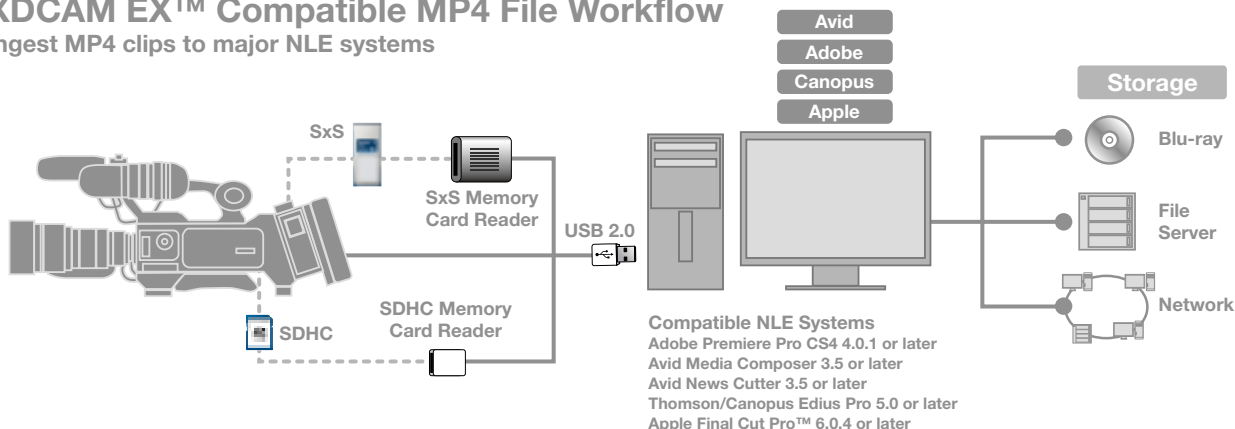 XDCAM EX™ Compatible MP4 File Workflow
ngest MP4 clips to major NLE systems
Avid
Adobe
Canopus
Apple
Storage
SxS
SxS Memory
Card Reader
USB 2.0
Blu-ray
File
Server
Network
SDHC
SDHC Memory
Card Reader
Compatible NLE Systems
Adobe Premiere Pro CS4 4.0.1 or later
Avid Media Composer 3.5 or later
Avid News Cutter 3.5 or later
Thomson/Canopus Edius Pro 5.0 or later
Apple Final Cut Pro™ 6.0.4 or later